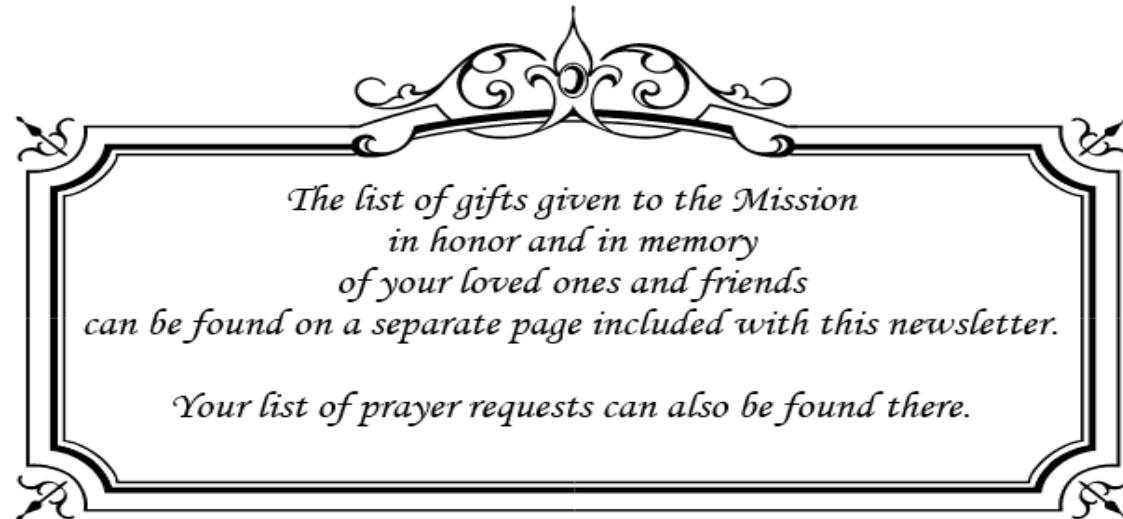 The list of gifts given to the Mission
in honor and in memory
of your loved ones and friends
can be found on a separate page included with this newsletter.
Your list of prayer requests can also be found there.